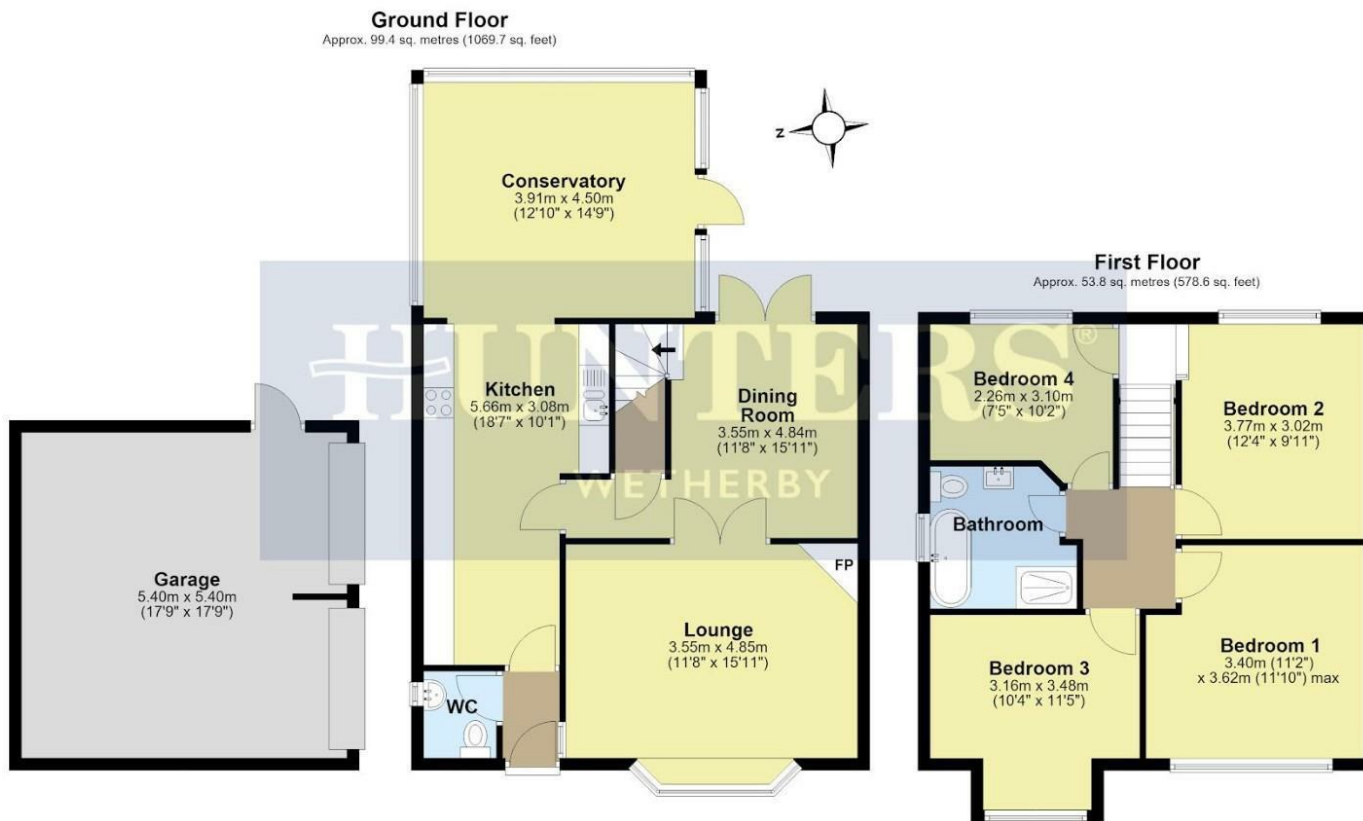 Ground Floor
Approx. 99.4 sq. metres (1069.7 sq. feet)
Conservatory
3.91m x 4.50m
(12'10" x 14'9")
Z
Kitchen
5.66m x 3.08m
(18'7" x 10'1")
Dining
Room
3.55m x 4.84m
(11'8" x 15'11")
Garage
5.40m x 5.40m
(17'9" x 17'9")
Lounge
3.55m x 4.85m
(11'8" x 15'11")
FP
WC
First Floor
Approx. 53.8 sq. metres (578.6 sq. feet)
Bedroom 4
2.26m x 3.10m
(7'5" x 10'2")
Bedroom 2
3.77m x 3.02m
(12'4" x 9'11")
Bathroom
Bedroom 3
3.16m x 3.48m
(10'4" x 11'5")
Bedroom 1
3.40m (11'2")
x 3.62m (11'10") max
HUNTERS®
WETHERBY